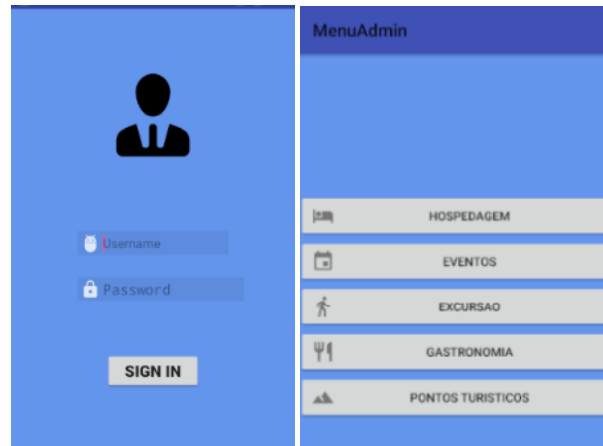 Username
Password
SIGN IN
MenuAdmin
HOSPEDAGEM
EVENTOS
EXCURSAO
GASTRONOMIA
PONTOS TURISTICOS